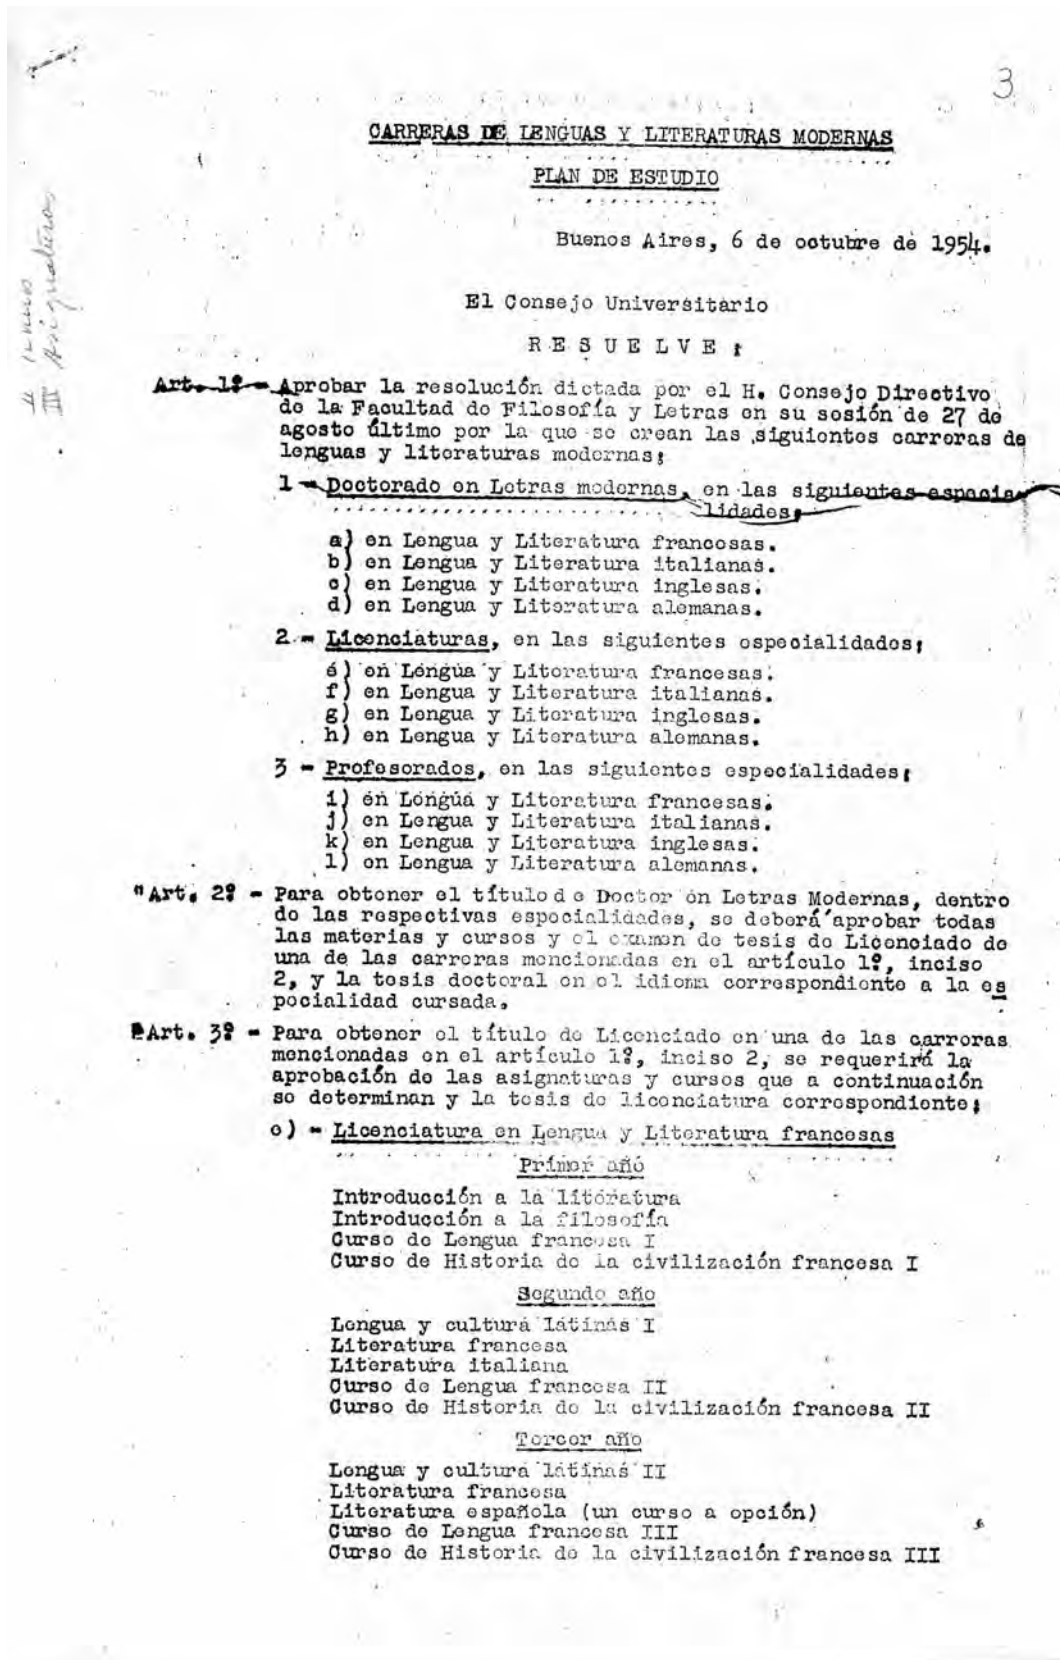 3
CARRERAS DE LENGUAS Y LITERATURAS MODERNAS
PLAN DE ESTUDIO
Buenos Aires, 6 de octubre de 1954.
El Consejo Universitario
R E S U E L V E :
Art. 1º - Aprobar la resolución dictada por el H. Consejo Directivo
de la Facultad de Filosofía y Letras en su sesión de 27 de
agosto último por la que se crean las siguientes carreras de
lenguas y literaturas modernas:
1 - Doctorado en Letras modernas, en las siguientes especia
lidades:
a) en Lengua y Literatura francesas.
b) en Lengua y Literatura italianas.
c) en Lengua y Literatura inglesas.
d) en Lengua y Literatura alemanas.
2 - Licenciaturas, en las siguientes especialidades:
e) en Lengua y Literatura francesas.
f) en Lengua y Literatura italianas.
g) en Lengua y Literatura inglesas.
h) en Lengua y Literatura alemanas.
3 - Profesorados, en las siguientes especialidades:
i) en Lengua y Literatura francesas.
j) en Lengua y Literatura italianas.
k) en Lengua y Literatura inglesas.
l) en Lengua y Literatura alemanas.
"Art. 2º - Para obtener el título de Doctor en Letras Modernas, dentro
de las respectivas especialidades, se deberá aprobar todas
las materias y cursos y el examen de tesis de Licenciado de
una de las carreras mencionadas en el artículo 1º, inciso
2, y la tesis doctoral en el idioma correspondiente a la es
pecialidad cursada.
"Art. 3º - Para obtener el título de Licenciado en una de las carreras
mencionadas en el artículo 1º, inciso 2, se requerirá la
aprobación de las asignaturas y cursos que a continuación
se determinan y la tesis de licenciatura correspondiente:
e) - Licenciatura en Lengua y Literatura francesas
Primer año
Introducción a la literatura
Introducción a la filosofía
Curso de Lengua francesa I
Curso de Historia de la civilización francesa I
Segundo año
Lengua y cultura latinas I
Literatura francesa
Literatura italiana
Curso de Lengua francesa II
Curso de Historia de la civilización francesa II
Tercer año
Lengua y cultura latinas II
Literatura francesa
Literatura española (un curso a opción)
Curso de Lengua francesa III
Curso de Historia de la civilización francesa III
III Asignaturas